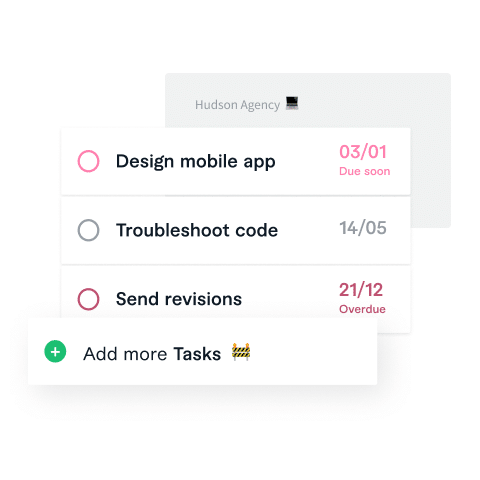 Hudson Agency 💻
Design mobile app
03/01
Due soon
Troubleshoot code
14/05
Send revisions
21/12
Overdue
Add more Tasks 🚧